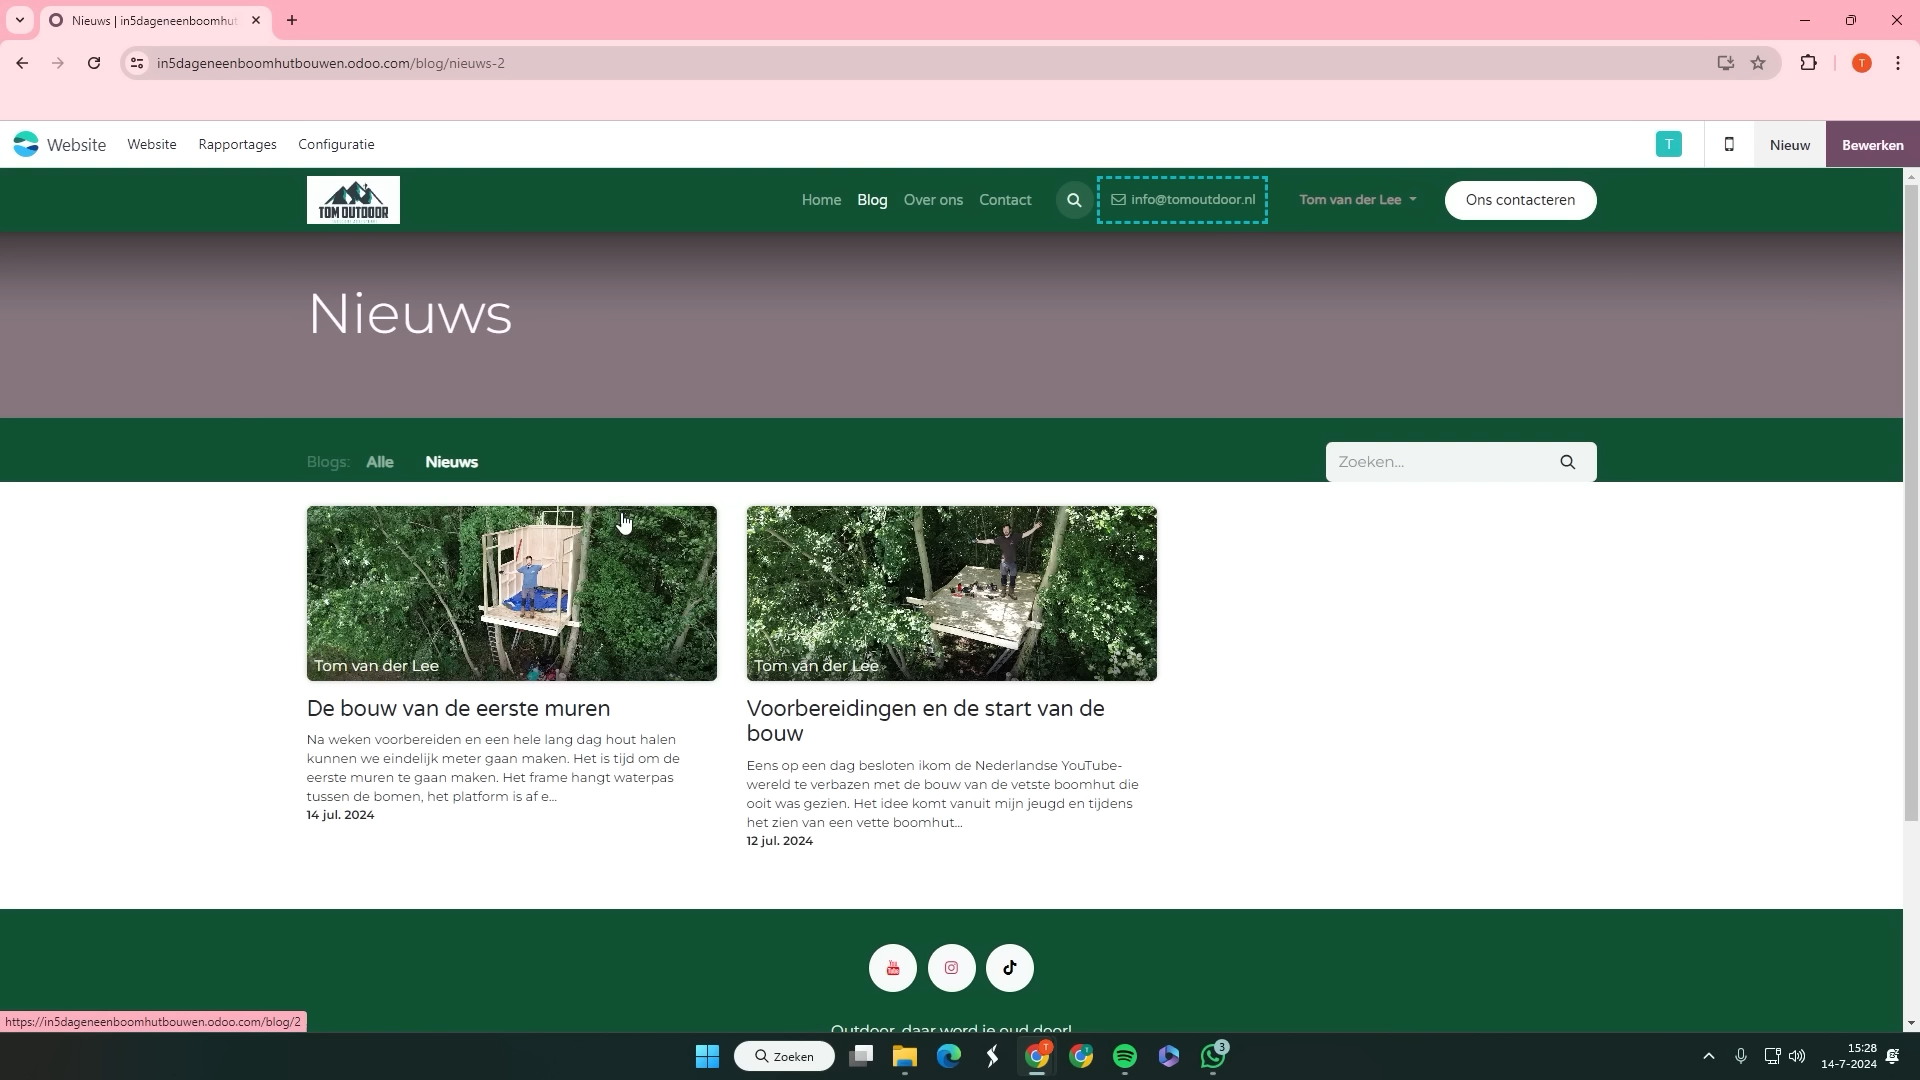 Nieuws | in5dageneenboomhut
in5dageneenboomhutbouwen.odoo.com/blog/nieuws-2
T
Website Website Rapportages Configuratie
T Nieuw Bewerken
TOM OUTDOOR
Home Blog Over ons Contact info@tomoutdoor.nl Tom van der Lee Ons contacteren
Nieuws
Blogs: Alle Nieuws
Zoeken...
Tom van der Lee
De bouw van de eerste muren
Na weken voorbereiden en een hele lang dag hout halen
kunnen we eindelijk meter gaan maken. Het is tijd om de
eerste muren te gaan maken. Het frame hangt waterpas
tussen de bomen, het platform is af e...
14 jul. 2024
Tom van der Lee
Voorbereidingen en de start van de
bouw
Eens op een dag besloten ikom de Nederlandse YouTube-
wereld te verbazen met de bouw van de vetste boomhut die
ooit was gezien. Het idee komt vanuit mijn jeugd en tijdens
het zien van een vette boomhut...
12 jul. 2024
You
Tube
Outdoor, daar word je oud door!
https://in5dageneenboomhutbouwen.odoo.com/blog/2
Zoeken
T
T
3
15:28
14-7-2024